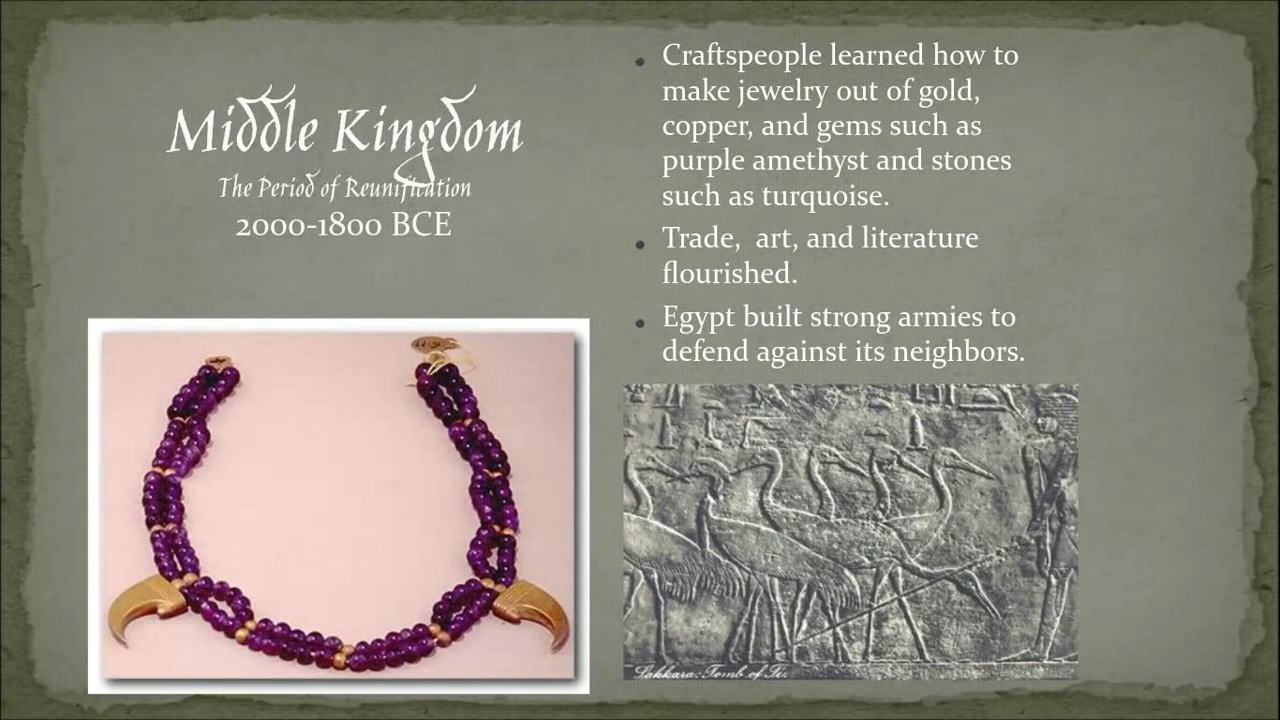 Middle Kingdom
The Period of Reunification
2000-1800 BCE
• Craftspeople learned how to
make jewelry out of gold,
copper, and gems such as
purple amethyst and stones
such as turquoise.
• Trade,  art, and literature
flourished.
• Egypt built strong armies to
defend against its neighbors.
Sakkara: Tomb of Ti.